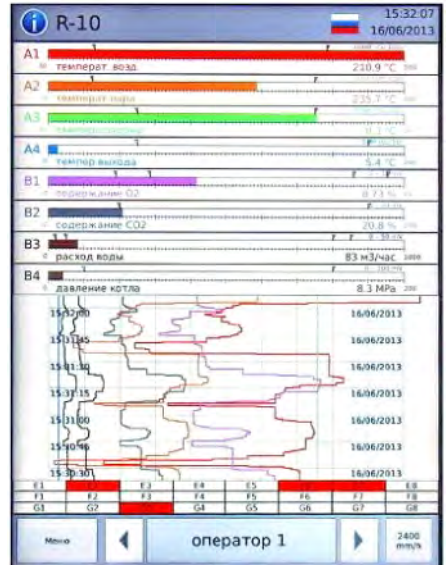 R-10
15:32:07
16/06/2013
A1
температ. возд.
210.9 °C
A2
температ пара
235.7 °C
A3
A4
темпер выхода
5.4 °C
B1
содержание O2
8.73 %
B2
содержание CO2
20.8 %
B3
расход воды
83 м3/час
1000
B4
давление котла
8.3 MPa
200
15:32:00
16/06/2013
15:31:45
16/06/2013
15:31:30
16/06/2013
15:31:15
16/06/2013
15:31:00
16/06/2013
15:30:45
16/06/2013
15:30:30
16/06/2013
E1 E3 E4 E5 E8
F1 F2 F3 F4 F5 F6 F7 F8
G1 G2 G4 G5 G6 G7 G8
Меню
оператор 1
2400
mm/h